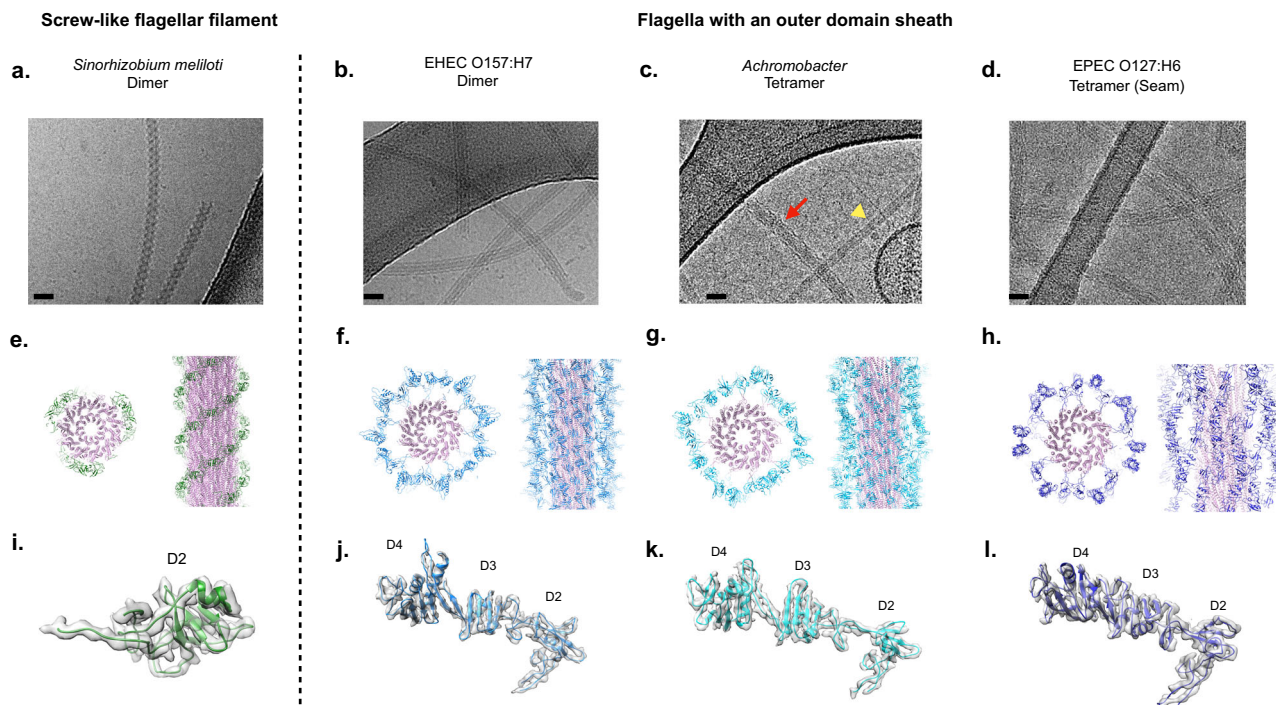 Screw-like flagellar filament
Flagella with an outer domain sheath
a.
Sinorhizobium meliloti
Dimer
b.
EHEC O157:H7
Dimer
c.
Achromobacter
Tetramer
d.
EPEC O127:H6
Tetramer (Seam)
e.
f.
g.
h.
i.
D2
j.
D4
D3
D2
k.
D4
D3
D2
l.
D4
D3
D2